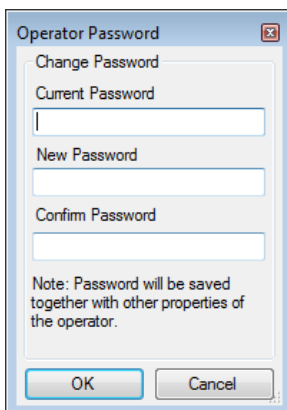 Operator Password
Change Password
Current Password
New Password
Confirm Password
Note: Password will be saved
together with other properties of
the operator.
OK
Cancel